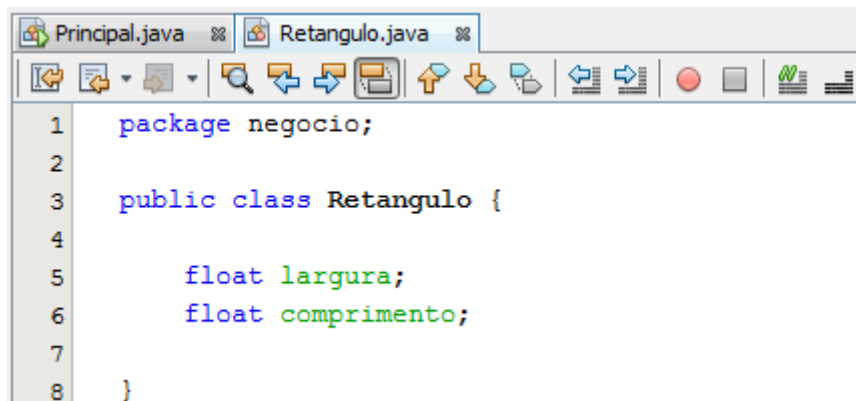 Principal.java Retangulo.java
1 package negocio;
2
3 public class Retangulo {
4
5 float largura;
6 float comprimento;
7
8 }